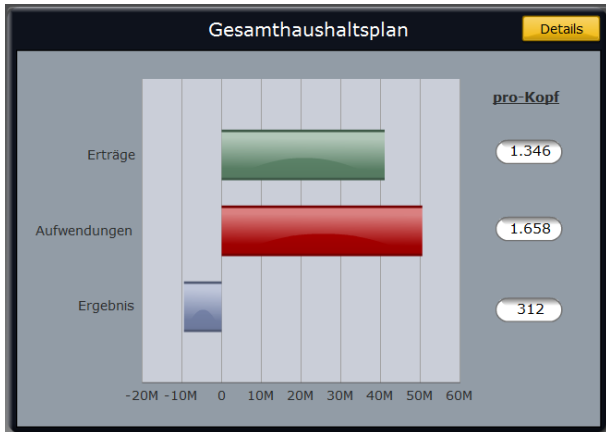 Gesamthaushaltsplan
Details
pro-Kopf
Erträge
1.346
Aufwendungen
1.658
Ergebnis
312
-20M -10M 0 10M 20M 30M 40M 50M 60M